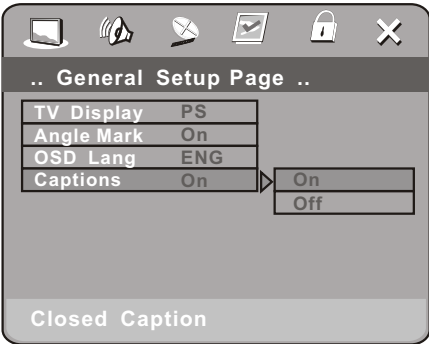 .. General Setup Page ..
TV Display PS
Angle Mark On
OSD Lang ENG
Captions On On
Off
Closed Caption